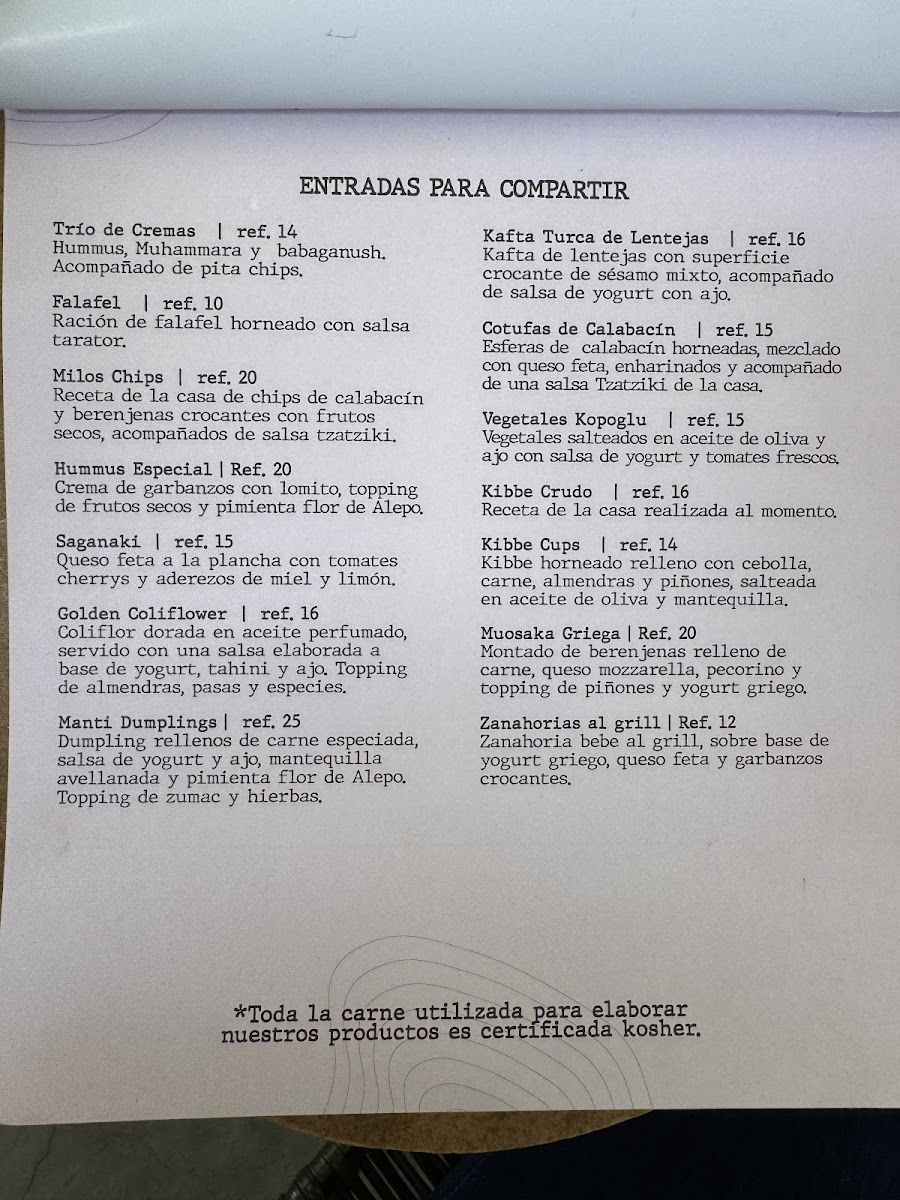 ENTRADAS PARA COMPARTIR
Trío de Cremas | ref. 14
Hummus, Muhammara y babaganush.
Acompañado de pita chips.
Falafel | ref. 10
Ración de falafel horneado con salsa
tarator.
Milos Chips | ref. 20
Receta de la casa de chips de calabacín
y berenjenas crocantes con frutos
secos, acompañados de salsa tzatziki.
Hummus Especial | Ref. 20
Crema de garbanzos con lomito, topping
de frutos secos y pimienta flor de Alepo.
Saganaki | ref. 15
Queso feta a la plancha con tomates
cherrys y aderezos de miel y limón.
Golden Coliflower | ref. 16
Coliflor dorada en aceite perfumado,
servido con una salsa elaborada a
base de yogurt, tahini y ajo. Topping
de almendras, pasas y especies.
Manti Dumplings | ref. 25
Dumpling rellenos de carne especiada,
salsa de yogurt y ajo, mantequilla
avellanada y pimienta flor de Alepo.
Topping de zumac y hierbas.
Kafta Turca de Lentejas | ref. 16
Kafta de lentejas con superficie
crocante de sésamo mixto, acompañado
de salsa de yogurt con ajo.
Cotufas de Calabacín | ref. 15
Esferas de calabacín horneadas, mezclado
con queso feta, enharinados y acompañado
de una salsa Tzatziki de la casa.
Vegetales Kopoglu | ref. 15
Vegetales salteados en aceite de oliva y
ajo con salsa de yogurt y tomates frescos.
Kibbe Crudo | ref. 16
Receta de la casa realizada al momento.
Kibbe Cups | ref. 14
Kibbe horneado relleno con cebolla,
carne, almendras y piñones, salteada
en aceite de oliva y mantequilla.
Muosaka Griega | Ref. 20
Montado de berenjenas relleno de
carne, queso mozzarella, pecorino y
topping de piñones y yogurt griego.
Zanahorias al grill | Ref. 12
Zanahoria bebe al grill, sobre base de
yogurt griego, queso feta y garbanzos
crocantes.
*Toda la carne utilizada para elaborar
nuestros productos es certificada kosher.